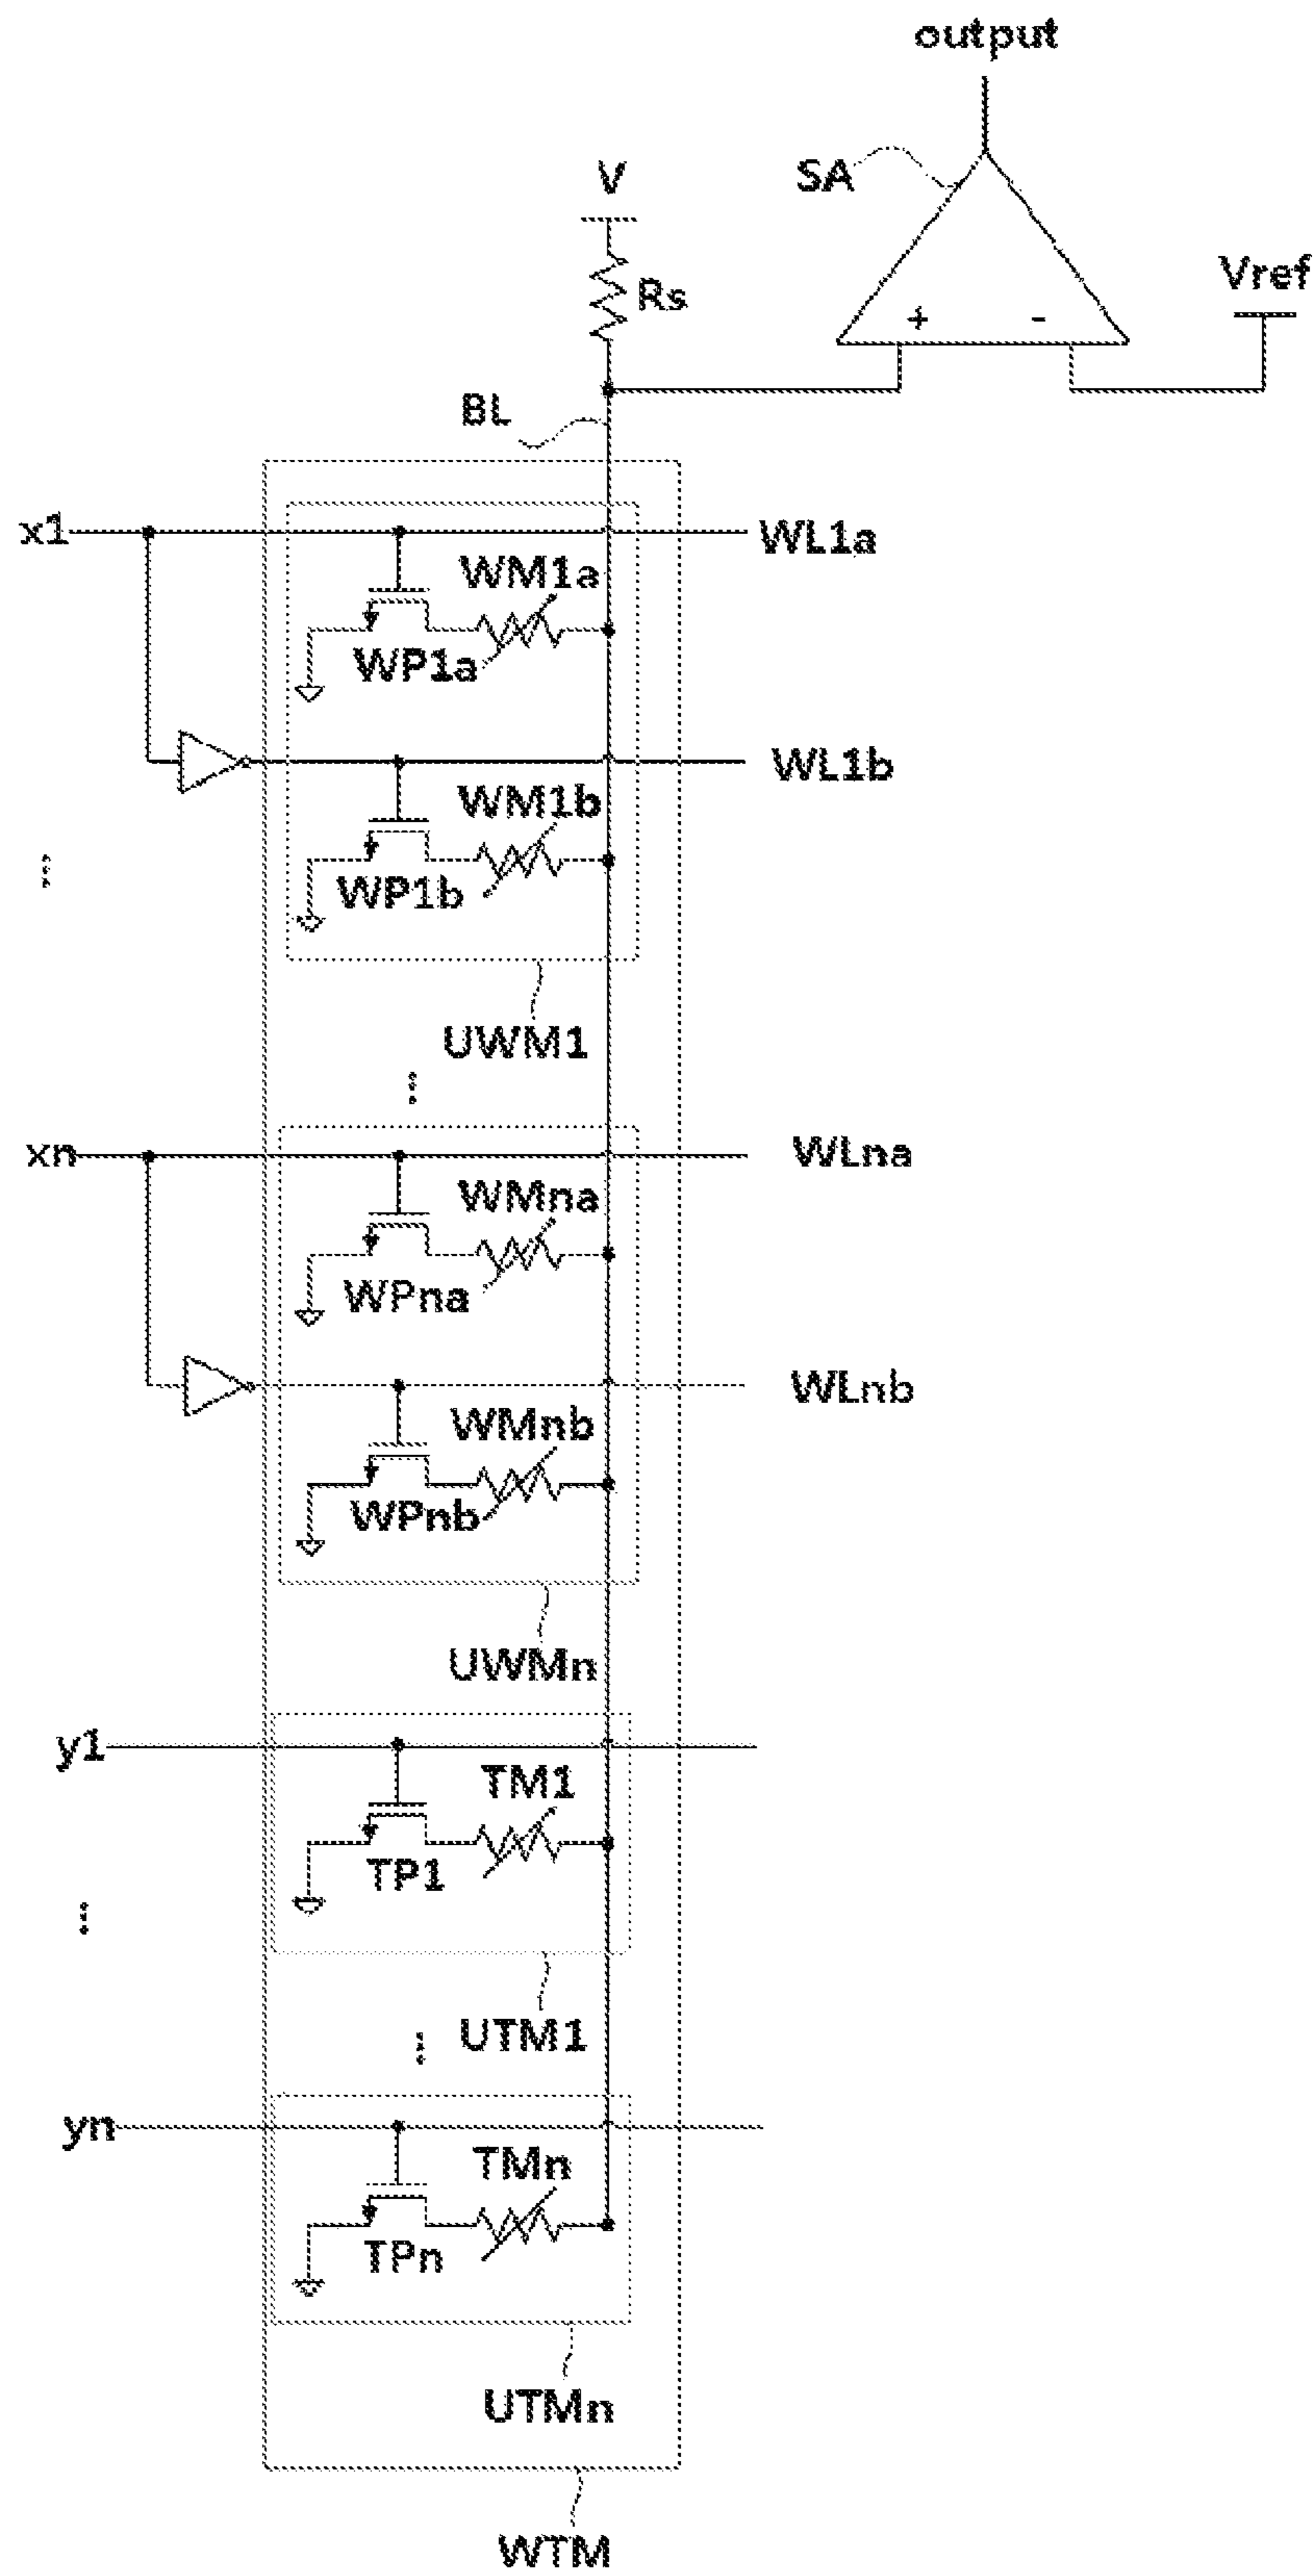 output
SA
V
Vref
Rs
+ -
BL
x1
WL1a
WM1a
WP1a
WL1b
WM1b
WP1b
UWM1
xn
WLna
WMna
WPna
WLnb
WMnb
WPnb
UWMn
y1
TM1
TP1
UTM1
yn
TMn
TPn
UTMn
WTM